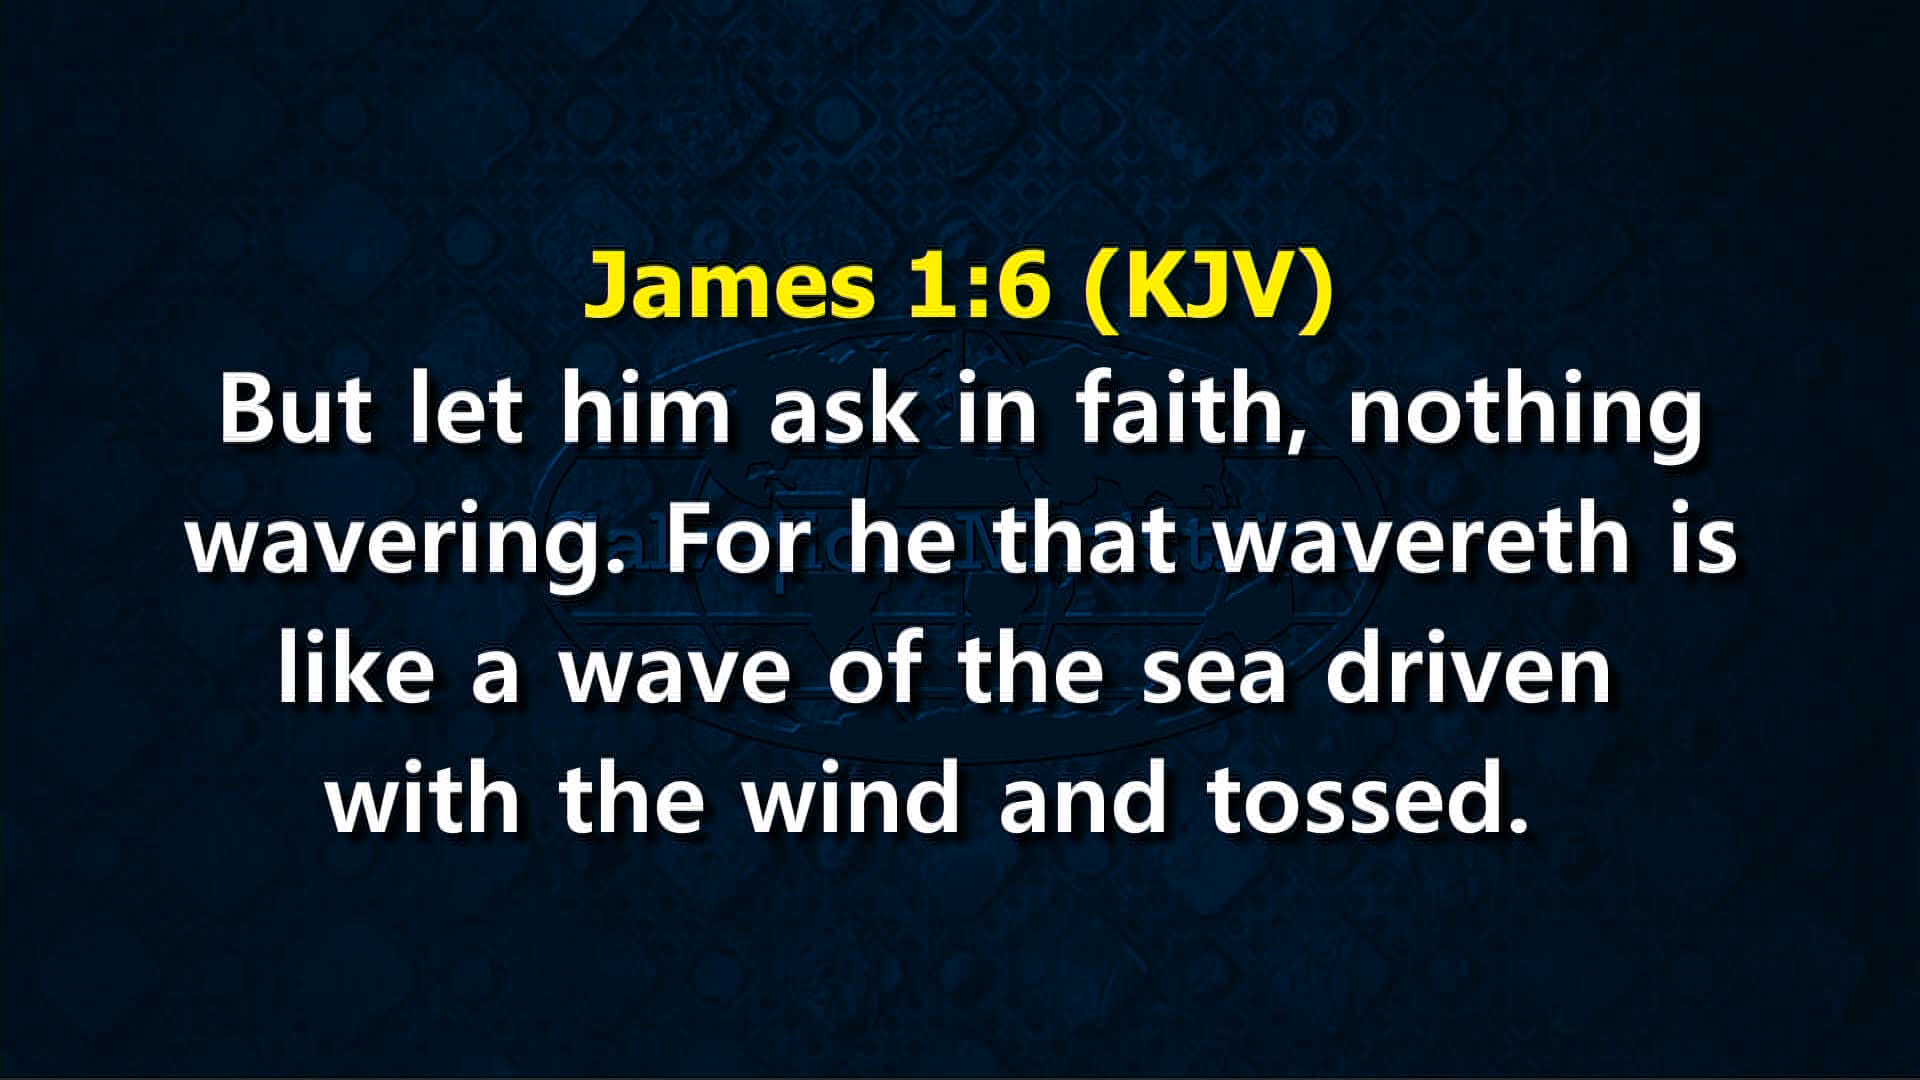 James 1:6 (KJV)
But let him ask in faith, nothing
wavering. For he that wavereth is
like a wave of the sea driven
with the wind and tossed.